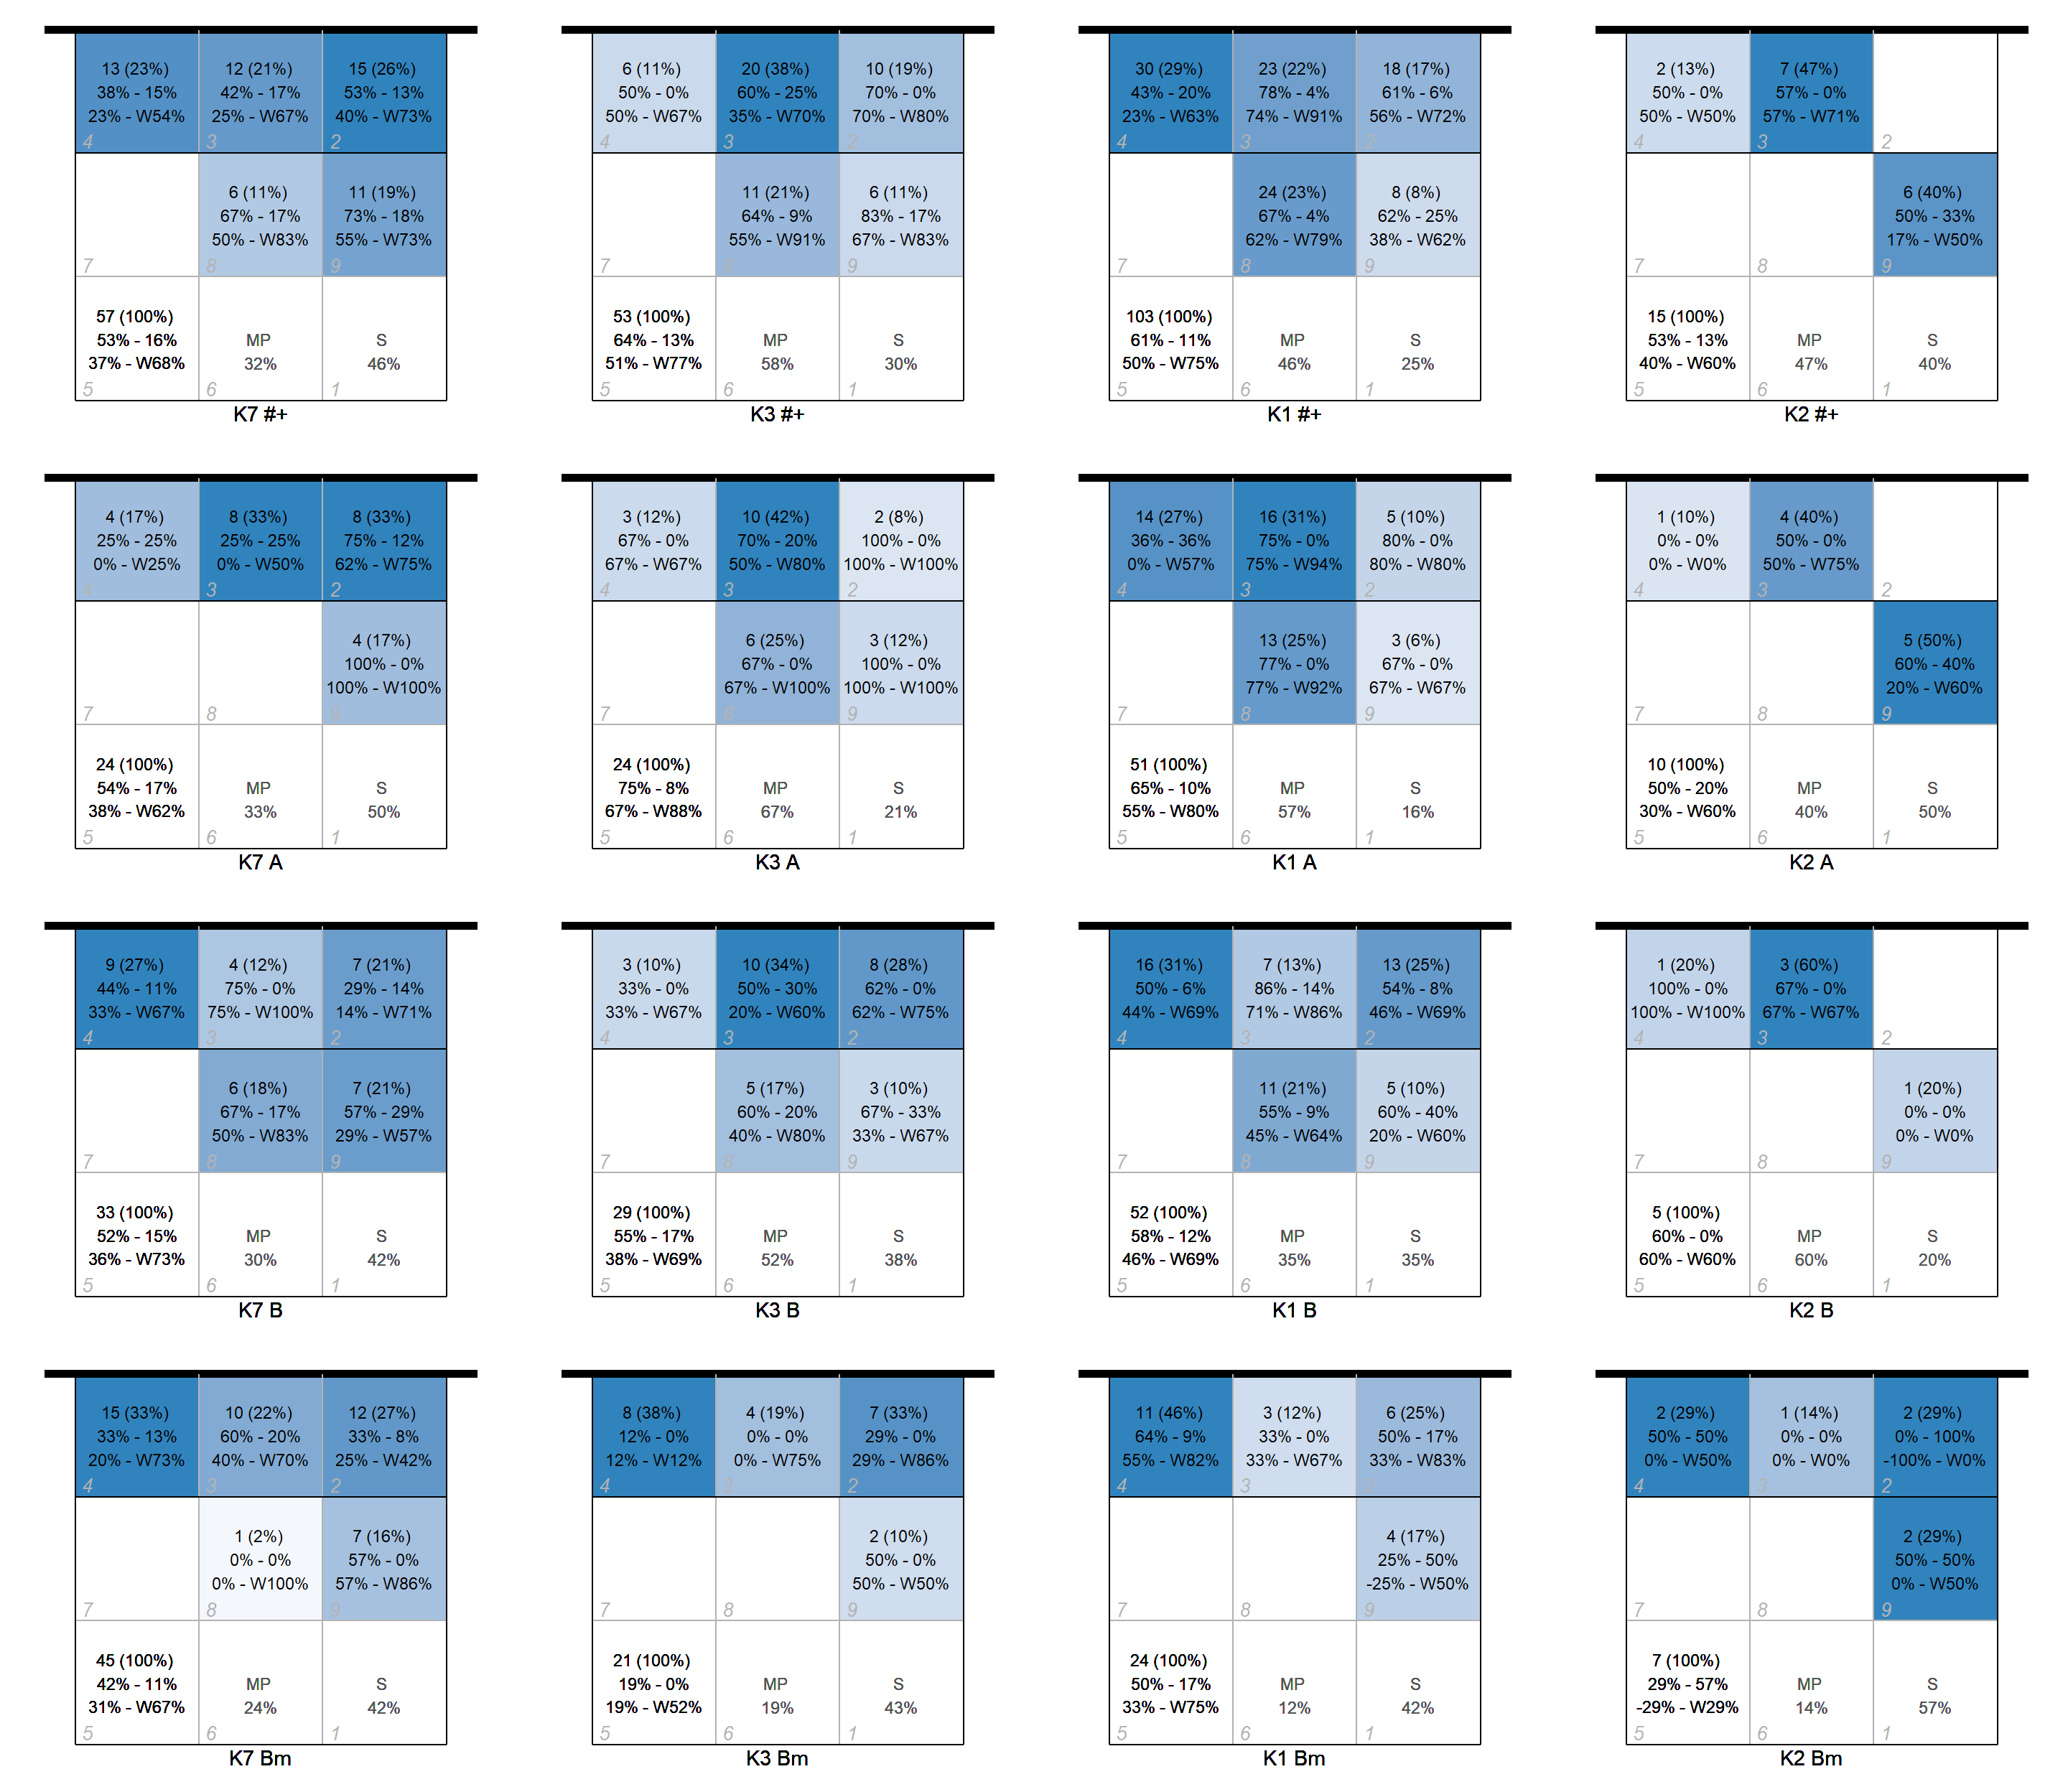 13 (23%)
38% - 15%
23% - W54%
4
12 (21%)
42% - 17%
25% - W67%
3
15 (26%)
53% - 13%
40% - W73%
2
7
6 (11%)
67% - 17%
50% - W83%
8
11 (19%)
73% - 18%
55% - W73%
9
57 (100%)
53% - 16%
37% - W68%
5
MP
32%
6
S
46%
1
K7 #+
6 (11%)
50% - 0%
50% - W67%
4
20 (38%)
60% - 25%
35% - W70%
3
10 (19%)
70% - 0%
70% - W80%
2
7
11 (21%)
64% - 9%
55% - W91%
8
6 (11%)
83% - 17%
67% - W83%
9
53 (100%)
64% - 13%
51% - W77%
5
MP
58%
6
S
30%
1
K3 #+
30 (29%)
43% - 20%
23% - W63%
4
23 (22%)
78% - 4%
74% - W91%
3
18 (17%)
61% - 6%
56% - W72%
2
7
24 (23%)
67% - 4%
62% - W79%
8
8 (8%)
62% - 25%
38% - W62%
9
103 (100%)
61% - 11%
50% - W75%
5
MP
46%
6
S
25%
1
K1 #+
2 (13%)
50% - 0%
50% - W50%
4
7 (47%)
57% - 0%
57% - W71%
3
2
7
8
6 (40%)
50% - 33%
17% - W50%
9
15 (100%)
53% - 13%
40% - W60%
5
MP
47%
6
S
40%
1
K2 #+
4 (17%)
25% - 25%
0% - W25%
4
8 (33%)
25% - 25%
0% - W50%
3
8 (33%)
75% - 12%
62% - W75%
2
7
8
4 (17%)
100% - 0%
100% - W100%
9
24 (100%)
54% - 17%
38% - W62%
5
MP
33%
6
S
50%
1
K7 A
3 (12%)
67% - 0%
67% - W67%
4
10 (42%)
70% - 20%
50% - W80%
3
2 (8%)
100% - 0%
100% - W100%
2
7
6 (25%)
67% - 0%
67% - W100%
8
3 (12%)
100% - 0%
100% - W100%
9
24 (100%)
75% - 8%
67% - W88%
5
MP
67%
6
S
21%
1
K3 A
14 (27%)
36% - 36%
0% - W57%
4
16 (31%)
75% - 0%
75% - W94%
3
5 (10%)
80% - 0%
80% - W80%
2
7
13 (25%)
77% - 0%
77% - W92%
8
3 (6%)
67% - 0%
67% - W67%
9
51 (100%)
65% - 10%
55% - W80%
5
MP
57%
6
S
16%
1
K1 A
1 (10%)
0% - 0%
0% - W0%
4
4 (40%)
50% - 0%
50% - W75%
3
2
7
8
5 (50%)
60% - 40%
20% - W60%
9
10 (100%)
50% - 20%
30% - W60%
5
MP
40%
6
S
50%
1
K2 A
9 (27%)
44% - 11%
33% - W67%
4
4 (12%)
75% - 0%
75% - W100%
3
7 (21%)
29% - 14%
14% - W71%
2
7
6 (18%)
67% - 17%
50% - W83%
8
7 (21%)
57% - 29%
29% - W57%
9
33 (100%)
52% - 15%
36% - W73%
5
MP
30%
6
S
42%
1
K7 B
3 (10%)
33% - 0%
33% - W67%
4
10 (34%)
50% - 30%
20% - W60%
3
8 (28%)
62% - 0%
62% - W75%
2
7
5 (17%)
60% - 20%
40% - W80%
8
3 (10%)
67% - 33%
33% - W67%
9
29 (100%)
55% - 17%
38% - W69%
5
MP
52%
6
S
38%
1
K3 B
16 (31%)
50% - 6%
44% - W69%
4
7 (13%)
86% - 14%
71% - W86%
3
13 (25%)
54% - 8%
46% - W69%
2
7
11 (21%)
55% - 9%
45% - W64%
8
5 (10%)
60% - 40%
20% - W60%
9
52 (100%)
58% - 12%
46% - W69%
5
MP
35%
6
S
35%
1
K1 B
1 (20%)
100% - 0%
100% - W100%
4
3 (60%)
67% - 0%
67% - W67%
3
2
7
8
1 (20%)
0% - 0%
0% - W0%
9
5 (100%)
60% - 0%
60% - W60%
5
MP
60%
6
S
20%
1
K2 B
15 (33%)
33% - 13%
20% - W73%
4
10 (22%)
60% - 20%
40% - W70%
3
12 (27%)
33% - 8%
25% - W42%
2
7
1 (2%)
0% - 0%
0% - W100%
8
7 (16%)
57% - 0%
57% - W86%
9
45 (100%)
42% - 11%
31% - W67%
5
MP
24%
6
S
42%
1
K7 Bm
8 (38%)
12% - 0%
12% - W12%
4
4 (19%)
0% - 0%
0% - W75%
3
7 (33%)
29% - 0%
29% - W86%
2
7
8
2 (10%)
50% - 0%
50% - W50%
9
21 (100%)
19% - 0%
19% - W52%
5
MP
19%
6
S
43%
1
K3 Bm
11 (46%)
64% - 9%
55% - W82%
4
3 (12%)
33% - 0%
33% - W67%
3
6 (25%)
50% - 17%
33% - W83%
2
7
8
4 (17%)
25% - 50%
-25% - W50%
9
24 (100%)
50% - 17%
33% - W75%
5
MP
12%
6
S
42%
1
K1 Bm
2 (29%)
50% - 50%
0% - W50%
4
1 (14%)
0% - 0%
0% - W0%
3
2 (29%)
0% - 100%
-100% - W0%
2
7
8
2 (29%)
50% - 50%
0% - W50%
9
7 (100%)
29% - 57%
-29% - W29%
5
MP
14%
6
S
57%
1
K2 Bm